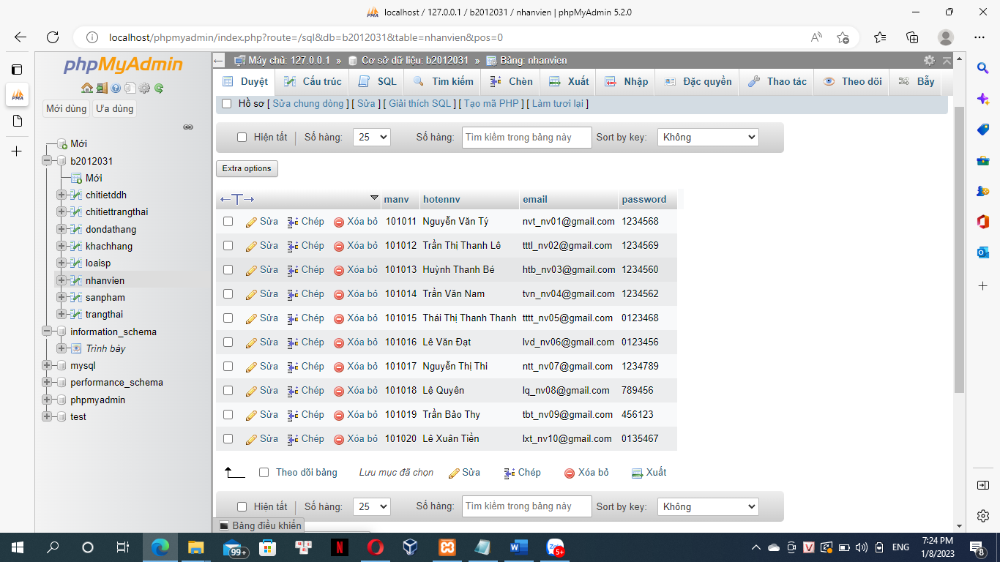 localhost / 127.0.0.1 / b2012031 / nhanvien | phpMyAdmin 5.2.0
localhost/phpmyadmin/index.php?route=/sql&db=b2012031&table=nhanvien&pos=0
phpMyAdmin
Mới dùng Ưa dùng
Mới
b2012031
Mới
chitietddh
chitiettrangthai
dondathang
khachhang
loaisp
nhanvien
sanpham
trangthai
information_schema
Trình bày
mysql
performance_schema
phpmyadmin
test
Máy chủ: 127.0.0.1 » Cơ sở dữ liệu: b2012031 » Bảng: nhanvien
Duyệt Cấu trúc SQL Tìm kiếm Chèn Xuất Nhập Đặc quyền Thao tác Theo dõi Bẫy
Hồ sơ [ Sửa chung dòng ] [ Sửa ] [ Giải thích SQL ] [ Tạo mã PHP ] [ Làm tươi lại ]
Hiện tất | Số hàng: 25 Số hàng: Tìm kiếm trong bảng này Sort by key: Không
Extra options
←T→ manv hotennv email password
Sửa Chép Xóa bỏ 101011 Nguyễn Văn Tý nvt_nv01@gmail.com 1234568
Sửa Chép Xóa bỏ 101012 Trần Thị Thanh Lê tttl_nv02@gmail.com 1234569
Sửa Chép Xóa bỏ 101013 Huỳnh Thanh Bé htb_nv03@gmail.com 1234560
Sửa Chép Xóa bỏ 101014 Trần Văn Nam tvn_nv04@gmail.com 1234562
Sửa Chép Xóa bỏ 101015 Thái Thị Thanh Thanh tttt_nv05@gmail.com 0123468
Sửa Chép Xóa bỏ 101016 Lê Văn Đạt lvd_nv06@gmail.com 0123456
Sửa Chép Xóa bỏ 101017 Nguyễn Thị Thi ntt_nv07@gmail.com 1234789
Sửa Chép Xóa bỏ 101018 Lệ Quyên lq_nv08@gmail.com 789456
Sửa Chép Xóa bỏ 101019 Trần Bảo Thy tbt_nv09@gmail.com 456123
Sửa Chép Xóa bỏ 101020 Lê Xuân Tiền lxt_nv10@gmail.com 0135467
Theo dõi bảng Lưu mục đã chọn Sửa Chép Xóa bỏ Xuất
Hiện tất | Số hàng: 25 Số hàng: Tìm kiếm trong bảng này Sort by key: Không
Bảng điều khiển
99+ 5+ ENG 7:24 PM
1/8/2023 8